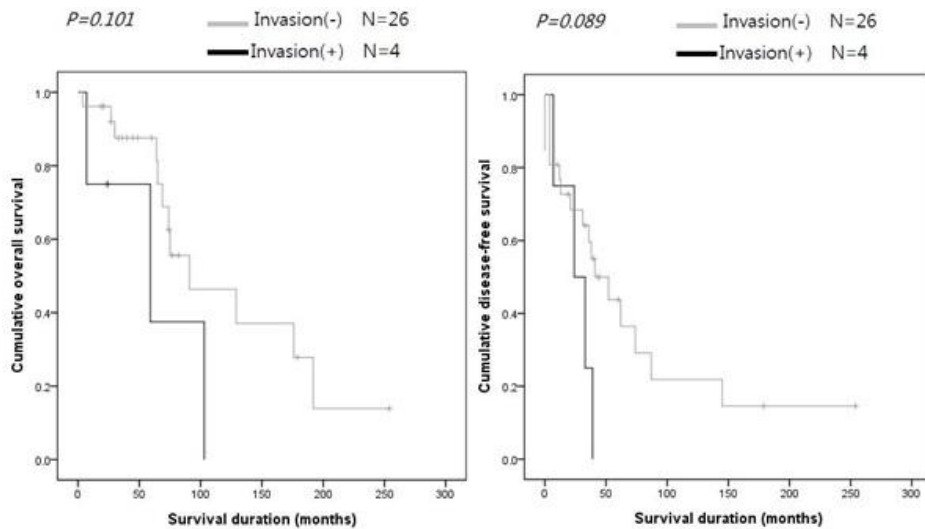 P=0.101
Invasion(-) N=26
Invasion(+) N=4
Cumulative overall survival
1.0
0.8
0.6
0.4
0.2
0.0
0 50 100 150 200 250 300
Survival duration (months)
P=0.089
Invasion(-) N=26
Invasion(+) N=4
Cumulative disease-free survival
1.0
0.8
0.6
0.4
0.2
0.0
0 50 100 150 200 250 300
Survival duration (months)